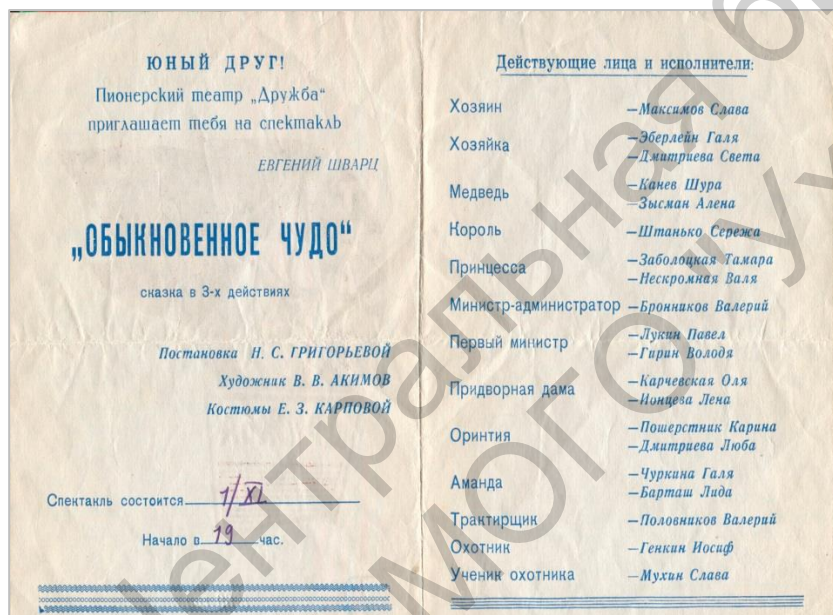 ЮНЫЙ ДРУГ!
Пионерский театр „Дружба“
приглашает тебя на спектакль
ЕВГЕНИЙ ШВАРЦ
„ОБЫКНОВЕННОЕ ЧУДО“
сказка в 3-х действиях
Постановка Н. С. ГРИГОРЬЕВОЙ
Художник В. В. АКИМОВ
Костюмы Е. З. КАРПОВОЙ
Спектакль состоится 1/XI
Начало в 19 час.
Действующие лица и исполнители:
Хозяин —Максимов Слава
Хозяйка —Эберлейн Галя
—Дмитриева Света
Медведь —Канев Шура
—Зысман Алена
Король —Штанько Сережа
Принцесса —Заболоцкая Тамара
—Нескромная Валя
Министр-администратор —Бронников Валерий
Первый министр —Лукин Павел
—Гирин Володя
Придворная дама —Карчевская Оля
—Ионцева Лена
Оринтия —Пошерстник Карина
—Дмитриева Люба
Аманда —Чуркина Галя
—Барташ Лида
Трактирщик —Половников Валерий
Охотник —Генкин Иосиф
Ученик охотника —Мухин Слава
Центральная
МОГО "УХ